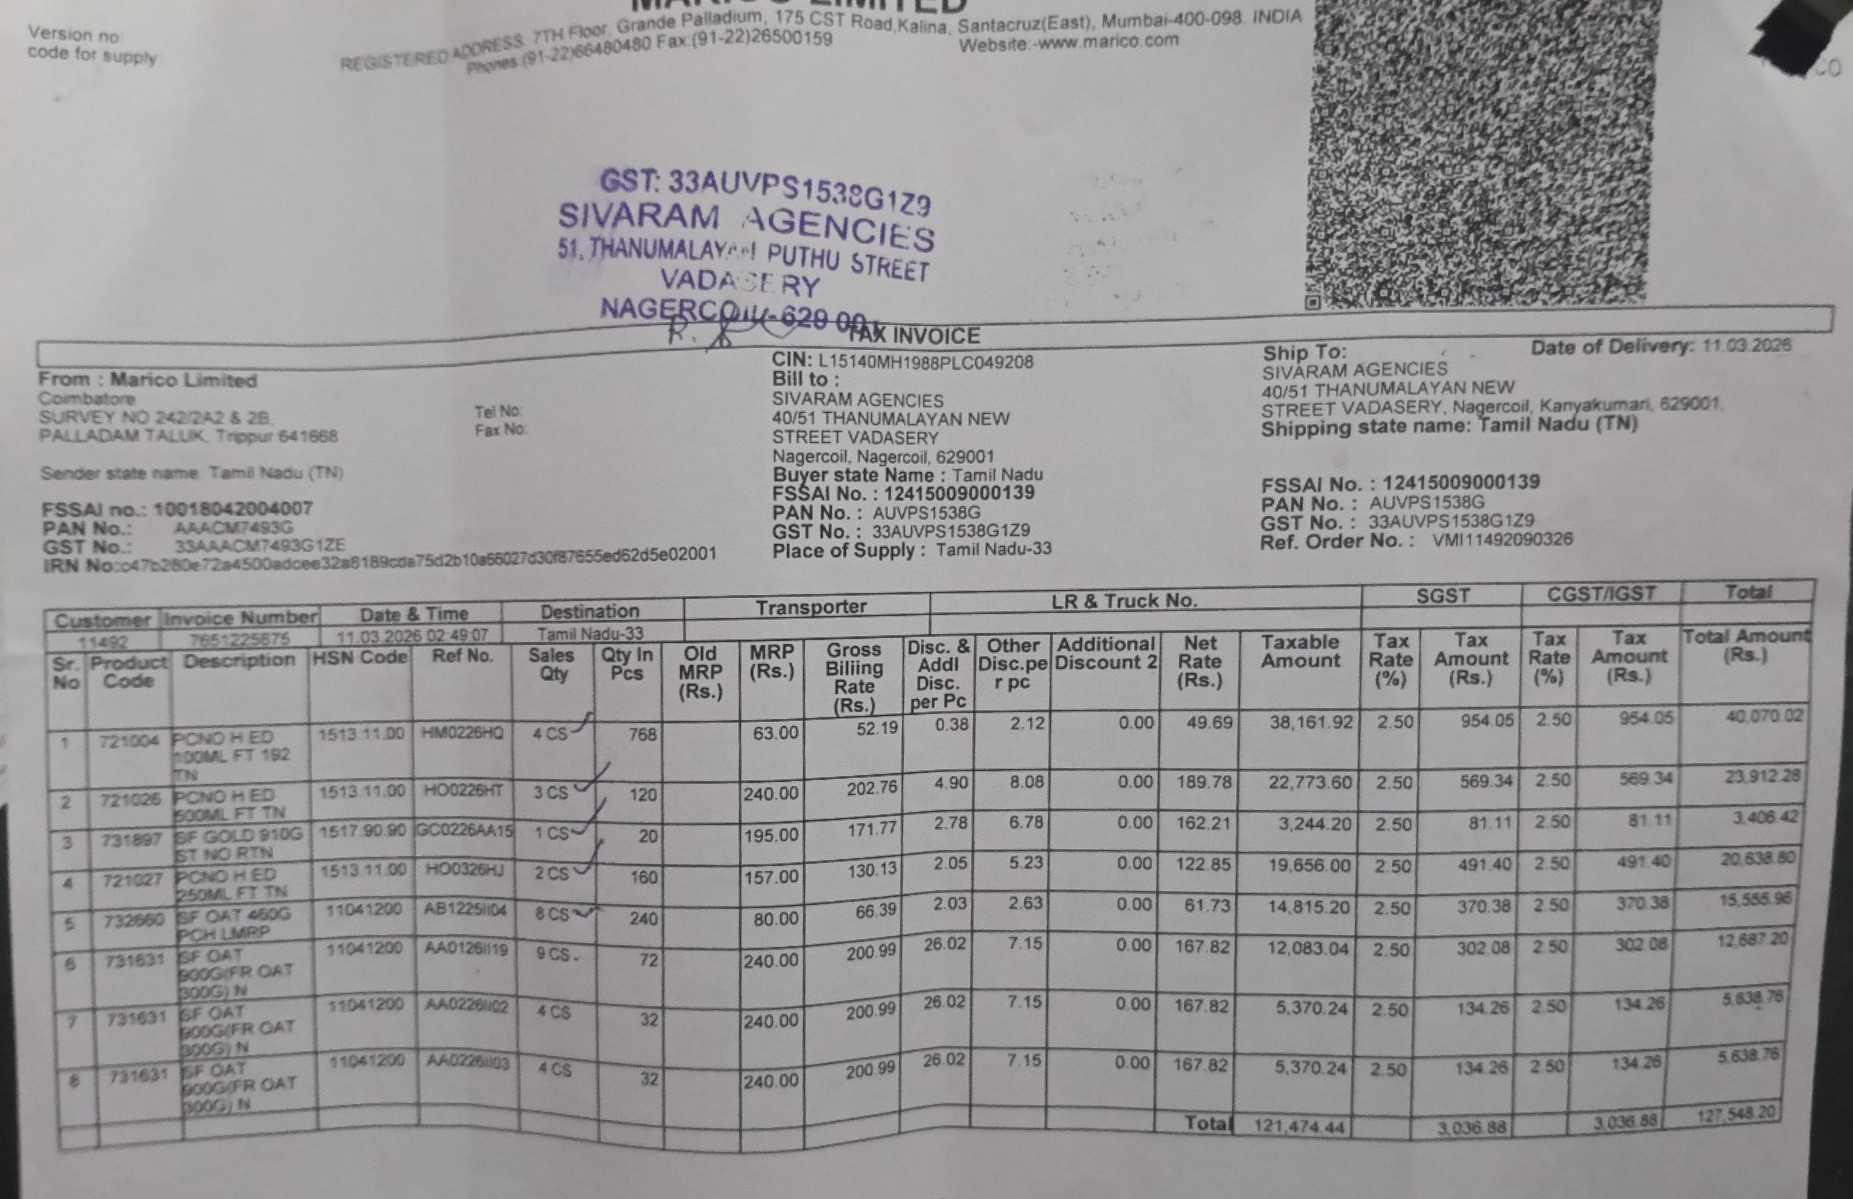 MARICO LIMITED
Version no
code for supply
REGISTERED ADDRESS: 7TH Floor, Grande Palladium, 175 CST Road,Kalina, Santacruz(East), Mumbai-400-098. INDIA
Phones:(91-22)66480480 Fax:(91-22)26500159 Website:-www.marico.com
GST: 33AUVPS1538G1Z9
SIVARAM AGENCIES
51, THANUMALAYAN PUTHU STREET
VADASERY
NAGERCOIL - 629 001
TAX INVOICE
From : Marico Limited
Coimbatore
SURVEY NO 242/2A2 & 2B,
PALLADAM TALUK, Trippur 641668
Sender state name: Tamil Nadu (TN)
FSSAI no.: 10018042004007
PAN No.: AAACM7493G
GST No.: 33AAACM7493G1ZE
IRN No:c47b280e72a4500adcee32a8189cda75d2b10a66027d30f87655ed62d5e02001
Tel No:
Fax No:
CIN: L15140MH1988PLC049208
Bill to :
SIVARAM AGENCIES
40/51 THANUMALAYAN NEW
STREET VADASERY
Nagercoil, Nagercoil, 629001
Buyer state Name : Tamil Nadu
FSSAI No. : 12415009000139
PAN No. : AUVPS1538G
GST No. : 33AUVPS1538G1Z9
Place of Supply : Tamil Nadu-33
Date of Delivery: 11.03.2026
Ship To:
SIVARAM AGENCIES
40/51 THANUMALAYAN NEW
STREET VADASERY, Nagercoil, Kanyakumari, 629001,
Shipping state name: Tamil Nadu (TN)
FSSAI No. : 12415009000139
PAN No. : AUVPS1538G
GST No. : 33AUVPS1538G1Z9
Ref. Order No. : VMI11492090326
Customer Invoice Number Date & Time Destination Transporter LR & Truck No. SGST CGST/IGST Total
11492 7651225675 11.03.2026 02:49:07 Tamil Nadu-33
Sr. No Product Code Description HSN Code Ref No. Sales Qty Qty In Pcs Old MRP (Rs.) MRP (Rs.) Gross Billing Rate (Rs.) Disc. & Addl Disc. per Pc Other Disc.per pc Additional Discount 2 Net Rate (Rs.) Taxable Amount Tax Rate (%) Tax Amount (Rs.) Tax Rate (%) Tax Amount (Rs.) Total Amount (Rs.)
1 721004 PCNO H ED 100ML FT 192 TN 1513.11.00 HM0226HQ 4 CS 768 63.00 52.19 0.38 2.12 0.00 49.69 38,161.92 2.50 954.05 2.50 954.05 40,070.02
2 721026 PCNO H ED 500ML FT TN 1513.11.00 HO0226HT 3 CS 120 240.00 202.76 4.90 8.08 0.00 189.78 22,773.60 2.50 569.34 2.50 569.34 23,912.28
3 731897 SF GOLD 910G ST NO RTN 1517.90.90 GC0226AA15 1 CS 20 195.00 171.77 2.78 6.78 0.00 162.21 3,244.20 2.50 81.11 2.50 81.11 3,406.42
4 721027 PCNO H ED 250ML FT TN 1513.11.00 HO0326HJ 2 CS 160 157.00 130.13 2.05 5.23 0.00 122.85 19,656.00 2.50 491.40 2.50 491.40 20,638.80
5 732660 SF OAT 460G PCH LMRP 11041200 AB1225II04 8 CS 240 80.00 66.39 2.03 2.63 0.00 61.73 14,815.20 2.50 370.38 2.50 370.38 15,555.96
6 731631 SF OAT 900G(FR OAT 300G) N 11041200 AA0126II19 9 CS 72 240.00 200.99 26.02 7.15 0.00 167.82 12,083.04 2.50 302.08 2.50 302.08 12,687.20
7 731631 SF OAT 900G(FR OAT 300G) N 11041200 AA0226II02 4 CS 32 240.00 200.99 26.02 7.15 0.00 167.82 5,370.24 2.50 134.26 2.50 134.26 5,638.76
8 731631 SF OAT 900G(FR OAT 300G) N 11041200 AA0226II03 4 CS 32 240.00 200.99 26.02 7.15 0.00 167.82 5,370.24 2.50 134.26 2.50 134.26 5,638.76
Total 121,474.44 3,036.88 3,036.88 127,548.20